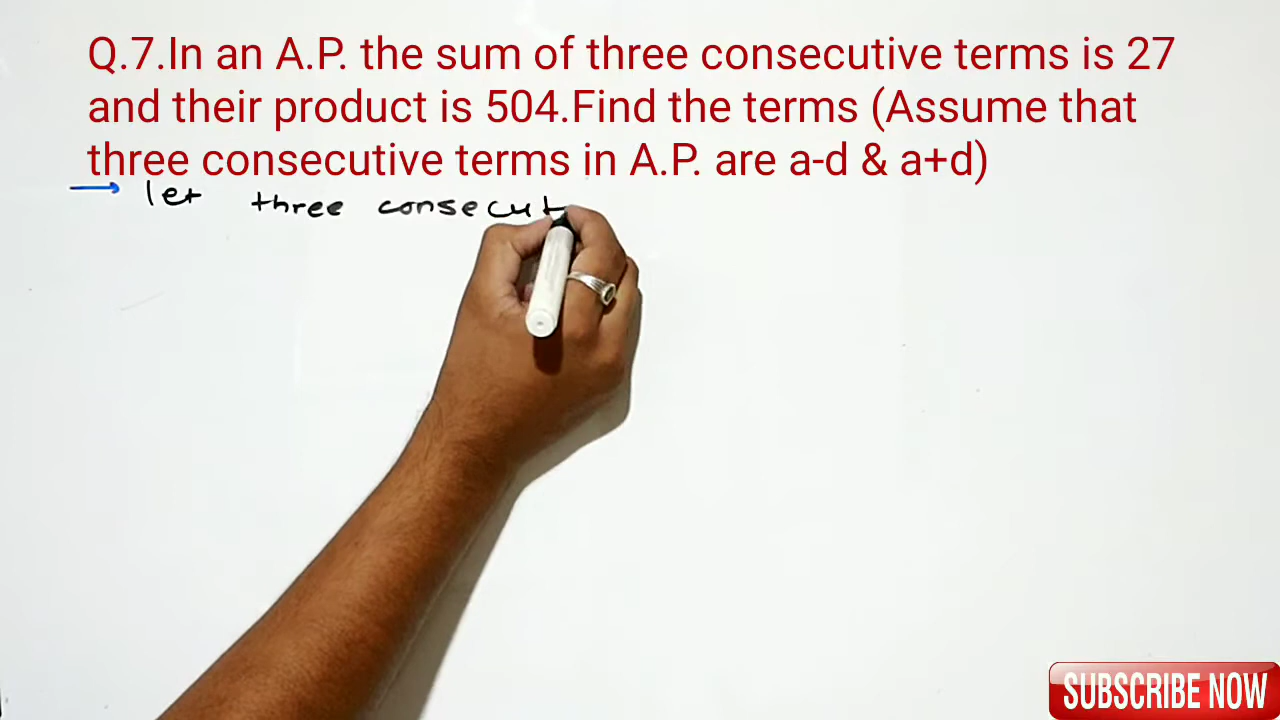 Q.7.In an A.P. the sum of three consecutive terms is 27
and their product is 504.Find the terms (Assume that
three consecutive terms in A.P. are a-d & a+d)
→ let three consecut
SUBSCRIBE NOW